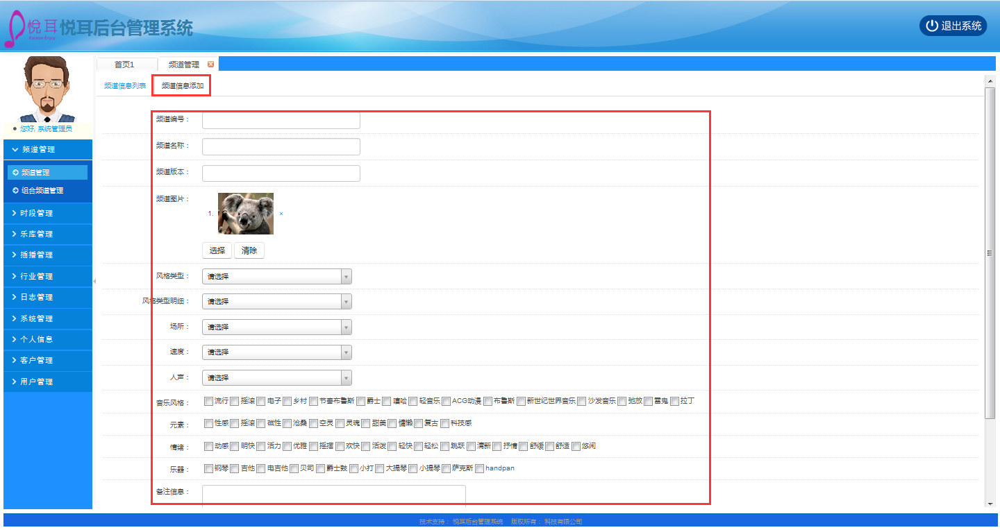 悦耳 悦耳后台管理系统
退出系统
首页1 频道管理
频道信息列表 频道信息添加
您好, 系统管理员
频道管理
频道管理
组合频道管理
时段管理
乐库管理
插播管理
行业管理
日志管理
系统管理
个人信息
客户管理
用户管理
频道编号：
频道名称：
频道版本：
频道图片：
1. ×
选择 清除
风格类型： 请选择
风格类型明细： 请选择
场所： 请选择
速度： 请选择
人声： 请选择
音乐风格： 流行 摇滚 电子 乡村 节奏布鲁斯 爵士 嘻哈 轻音乐 ACG动漫 布鲁斯 新世纪世界音乐 沙发音乐 弛放 雷鬼 拉丁
元素： 性感 摇滚 磁性 沧桑 空灵 灵魂 甜美 慵懒 复古 科技感
情绪： 动感 明快 活力 优雅 摇摆 欢快 活泼 轻快 轻松 跳跃 清新 抒情 舒缓 舒适 悠闲
乐器： 钢琴 吉他 电吉他 贝司 爵士鼓 小打 大提琴 小提琴 萨克斯 handpan
备注信息：
技术支持： 悦耳后台管理系统 版权所有： 科技有限公司